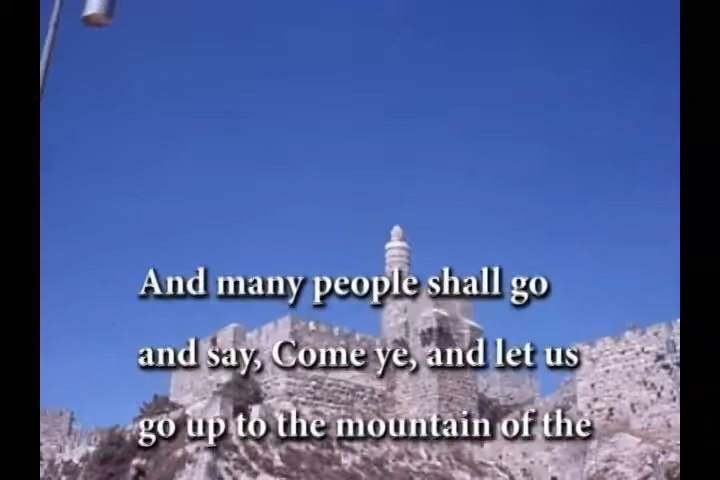 And many people shall go
and say, Come ye, and let us
go up to the mountain of the